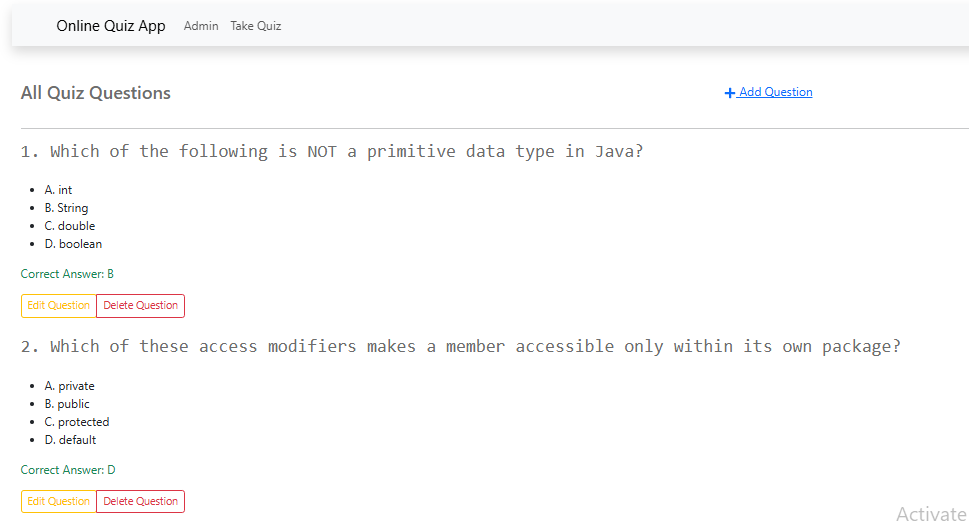 Online Quiz App Admin Take Quiz
All Quiz Questions + Add Question
1. Which of the following is NOT a primitive data type in Java?
• A. int
• B. String
• C. double
• D. boolean
Correct Answer: B
Edit Question Delete Question
2. Which of these access modifiers makes a member accessible only within its own package?
• A. private
• B. public
• C. protected
• D. default
Correct Answer: D
Edit Question Delete Question
Activate